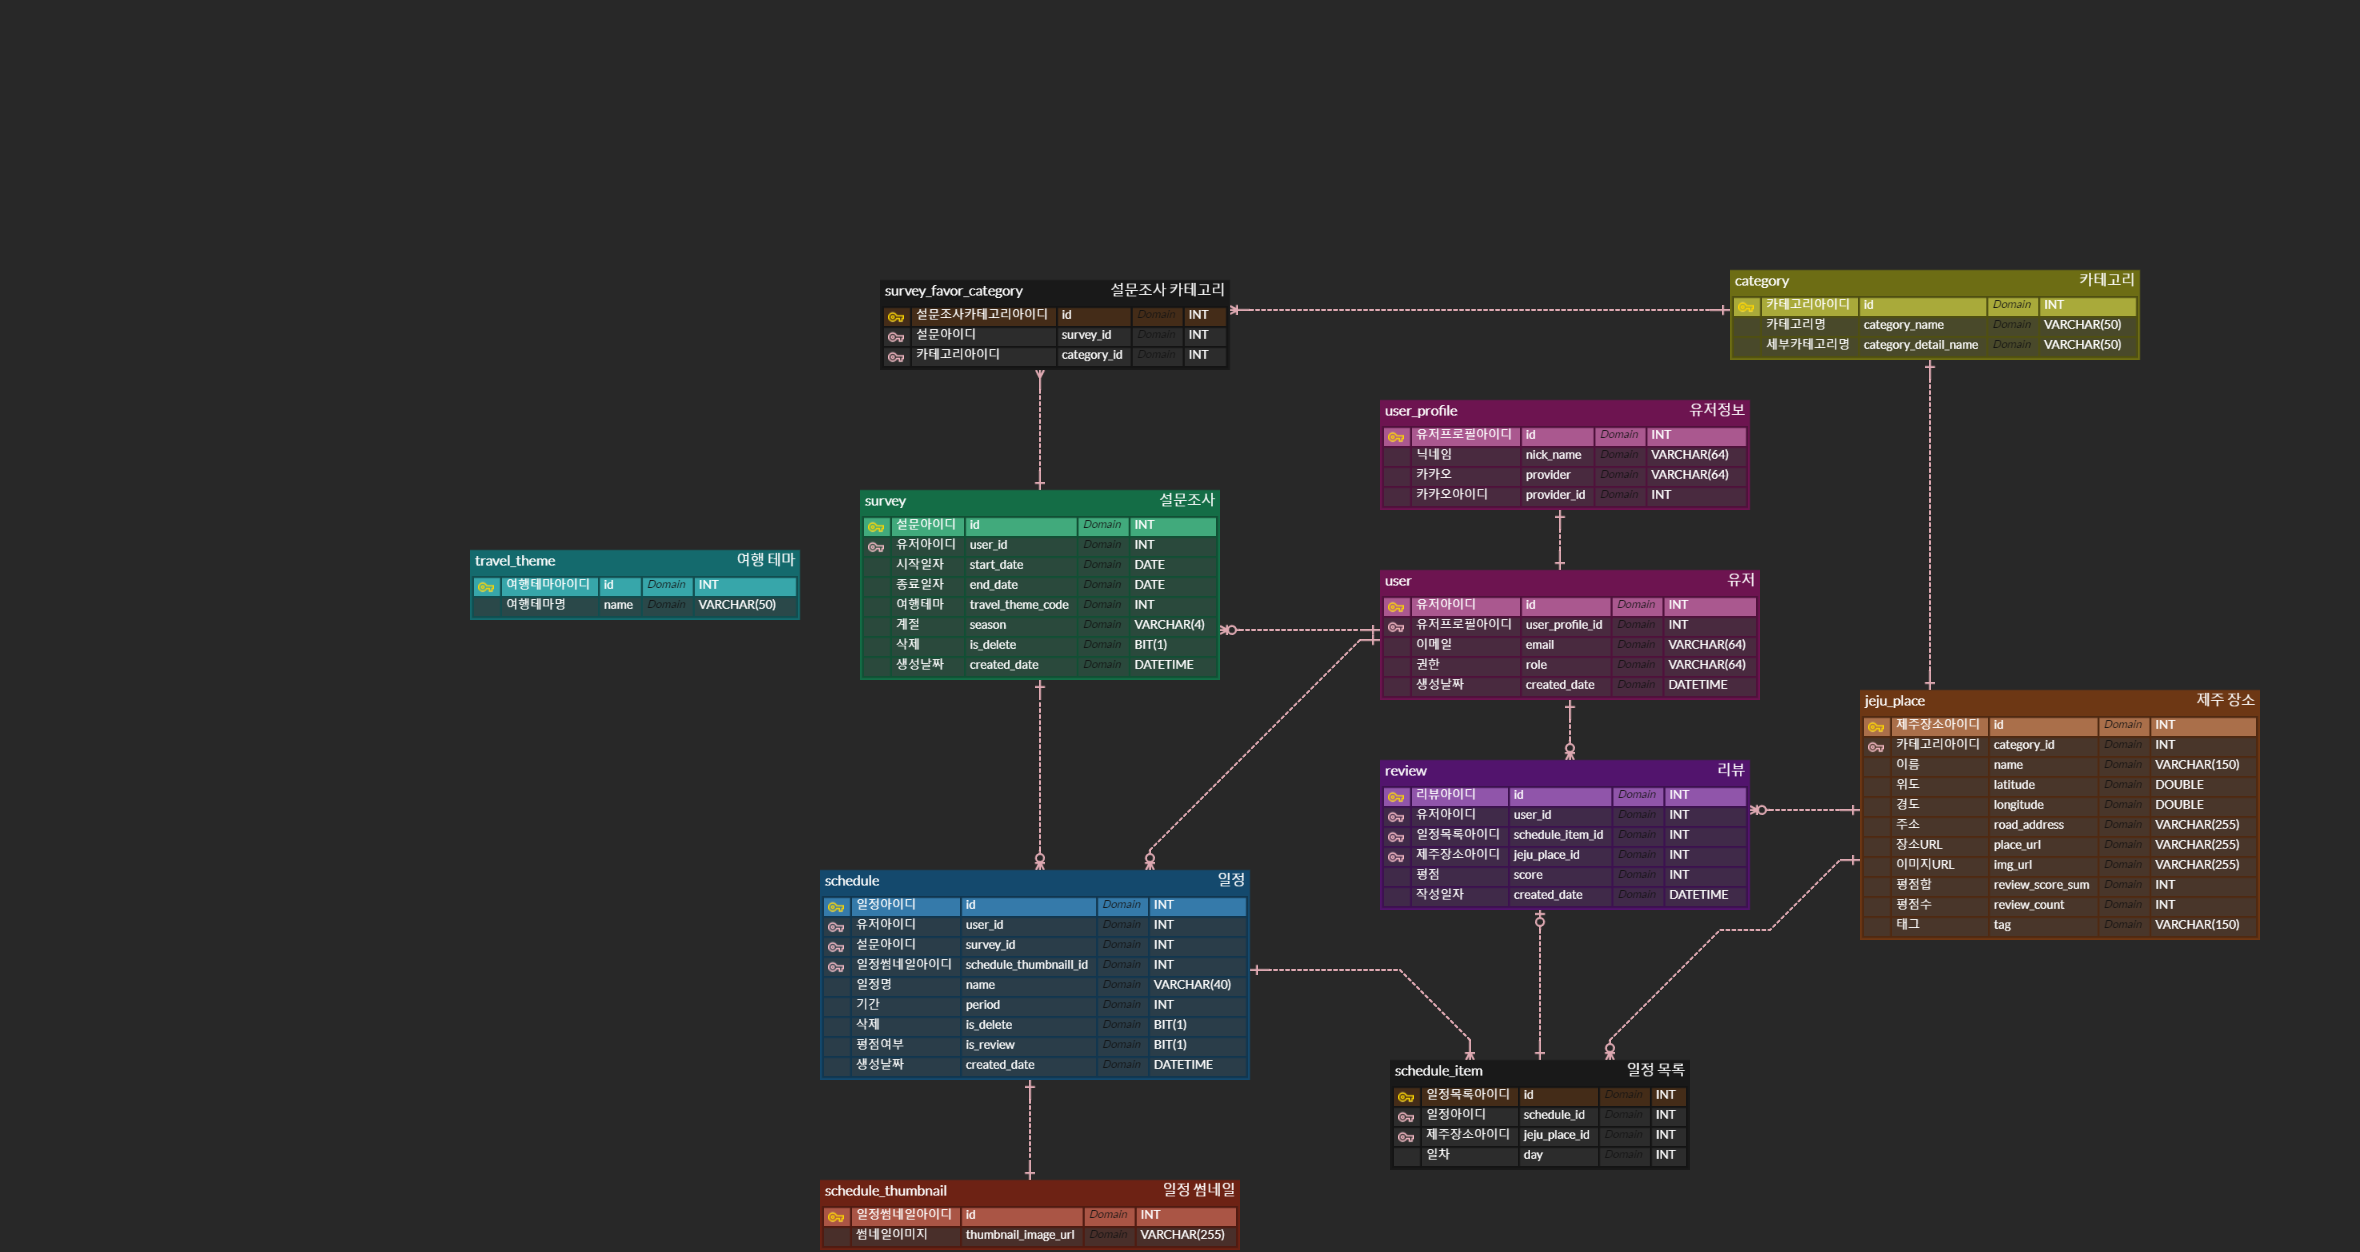 survey_favor_category 설문조사 카테고리
설문조사카테고리아이디 id Domain INT
설문아이디 survey_id Domain INT
카테고리아이디 category_id Domain INT
category 카테고리
카테고리아이디 id Domain INT
카테고리명 category_name Domain VARCHAR(50)
세부카테고리명 category_detail_name Domain VARCHAR(50)
user_profile 유저정보
유저프로필아이디 id Domain INT
닉네임 nick_name Domain VARCHAR(64)
카카오 provider Domain VARCHAR(64)
카카오아이디 provider_id Domain INT
survey 설문조사
설문아이디 id Domain INT
유저아이디 user_id Domain INT
시작일자 start_date Domain DATE
종료일자 end_date Domain DATE
여행테마 travel_theme_code Domain INT
계절 season Domain VARCHAR(4)
삭제 is_delete Domain BIT(1)
생성날짜 created_date Domain DATETIME
travel_theme 여행 테마
여행테마아이디 id Domain INT
여행테마명 name Domain VARCHAR(50)
user 유저
유저아이디 id Domain INT
유저프로필아이디 user_profile_id Domain INT
이메일 email Domain VARCHAR(64)
권한 role Domain VARCHAR(64)
생성날짜 created_date Domain DATETIME
jeju_place 제주 장소
제주장소아이디 id Domain INT
카테고리아이디 category_id Domain INT
이름 name Domain VARCHAR(150)
위도 latitude Domain DOUBLE
경도 longitude Domain DOUBLE
주소 road_address Domain VARCHAR(255)
장소URL place_url Domain VARCHAR(255)
이미지URL img_url Domain VARCHAR(255)
평점합 review_score_sum Domain INT
평점수 review_count Domain INT
태그 tag Domain VARCHAR(150)
review 리뷰
리뷰아이디 id Domain INT
유저아이디 user_id Domain INT
일정목록아이디 schedule_item_id Domain INT
제주장소아이디 jeju_place_id Domain INT
평점 score Domain INT
작성일자 created_date Domain DATETIME
schedule 일정
일정아이디 id Domain INT
유저아이디 user_id Domain INT
설문아이디 survey_id Domain INT
일정썸네일아이디 schedule_thumbnaill_id Domain INT
일정명 name Domain VARCHAR(40)
기간 period Domain INT
삭제 is_delete Domain BIT(1)
평점여부 is_review Domain BIT(1)
생성날짜 created_date Domain DATETIME
schedule_item 일정 목록
일정목록아이디 id Domain INT
일정아이디 schedule_id Domain INT
제주장소아이디 jeju_place_id Domain INT
일차 day Domain INT
schedule_thumbnail 일정 썸네일
일정썸네일아이디 id Domain INT
썸네일이미지 thumbnail_image_url Domain VARCHAR(255)